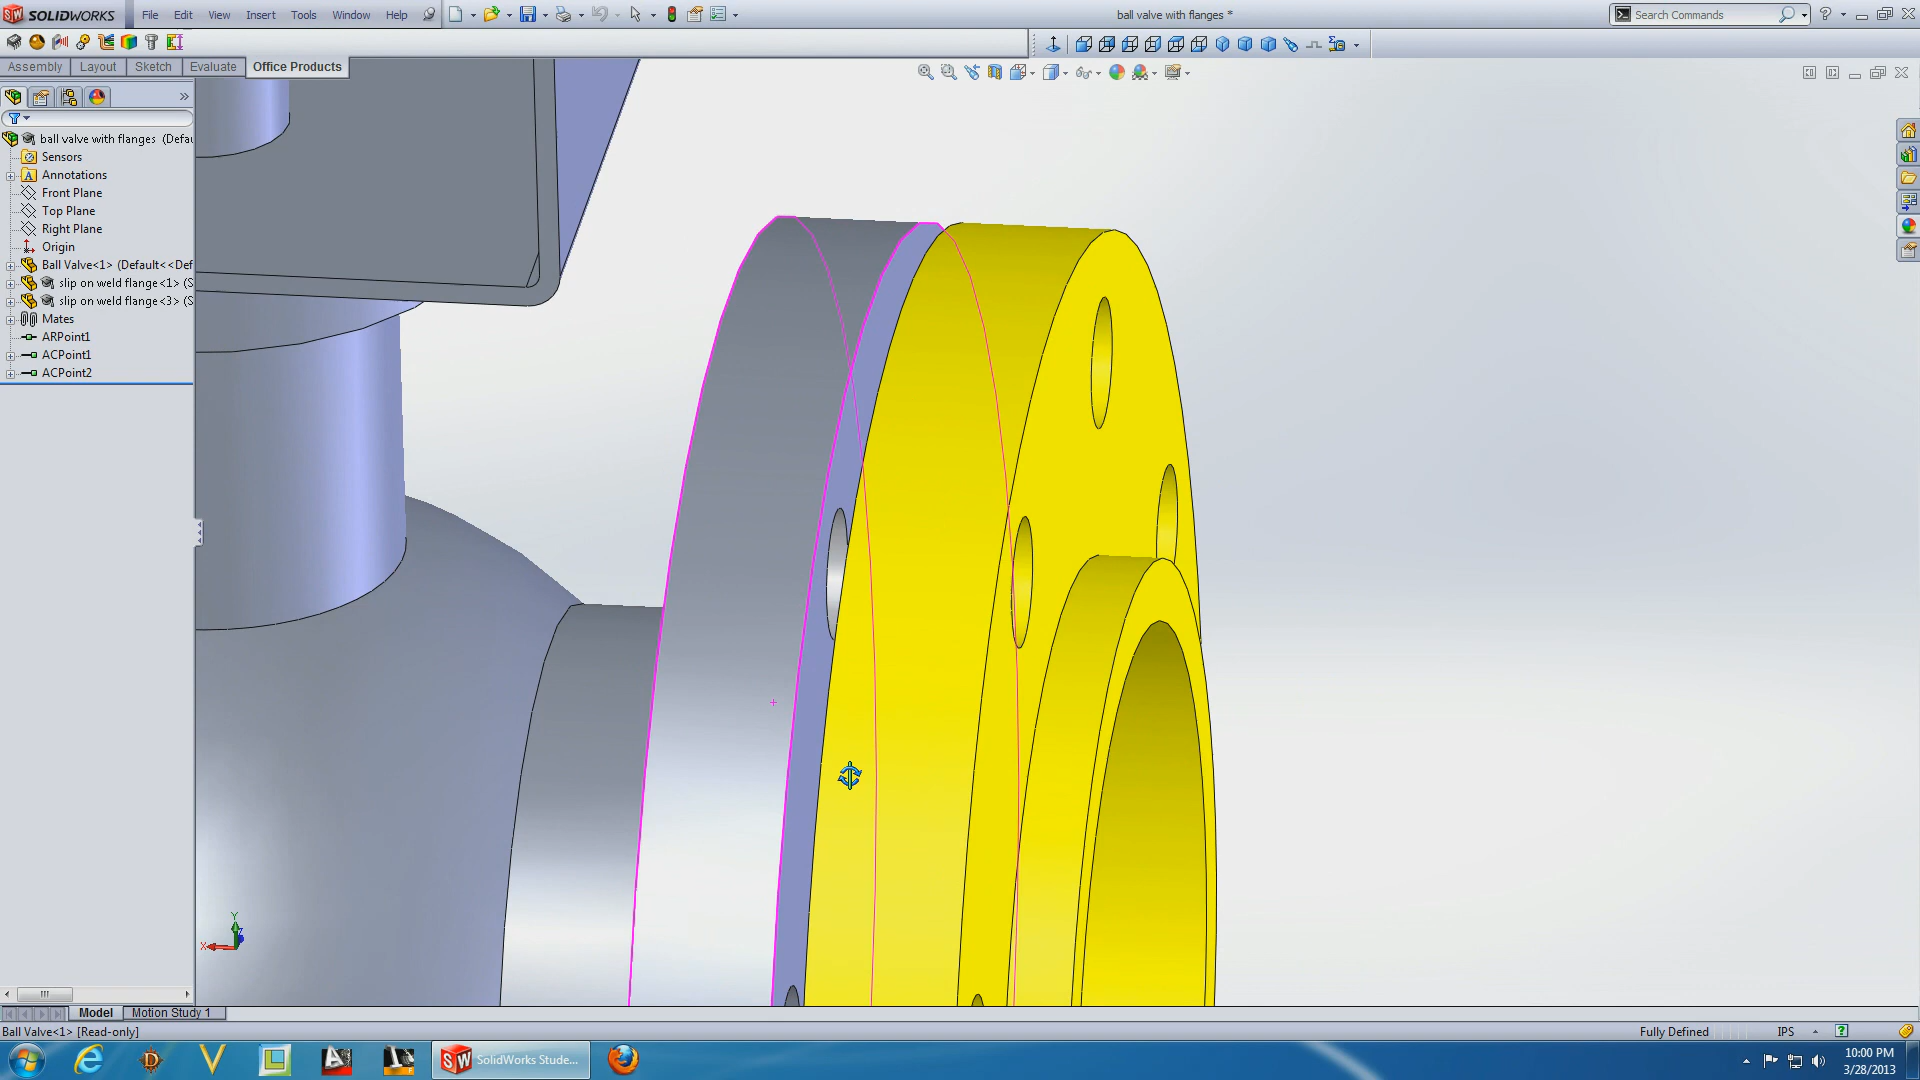 SOLIDWORKS File Edit View Insert Tools Window Help ball valve with flanges * Search Commands
Assembly Layout Sketch Evaluate Office Products
ball valve with flanges (Defau
Sensors
A Annotations
Front Plane
Top Plane
Right Plane
Origin
Ball Valve<1> (Default<<Def
slip on weld flange<1> (S
slip on weld flange<3> (S
Mates
ARPoint1
ACPoint1
ACPoint2
Y
X
Z
Model Motion Study 1
Ball Valve<1> [Read-only] Fully Defined IPS
SolidWorks Stude...
10:00 PM
3/28/2013